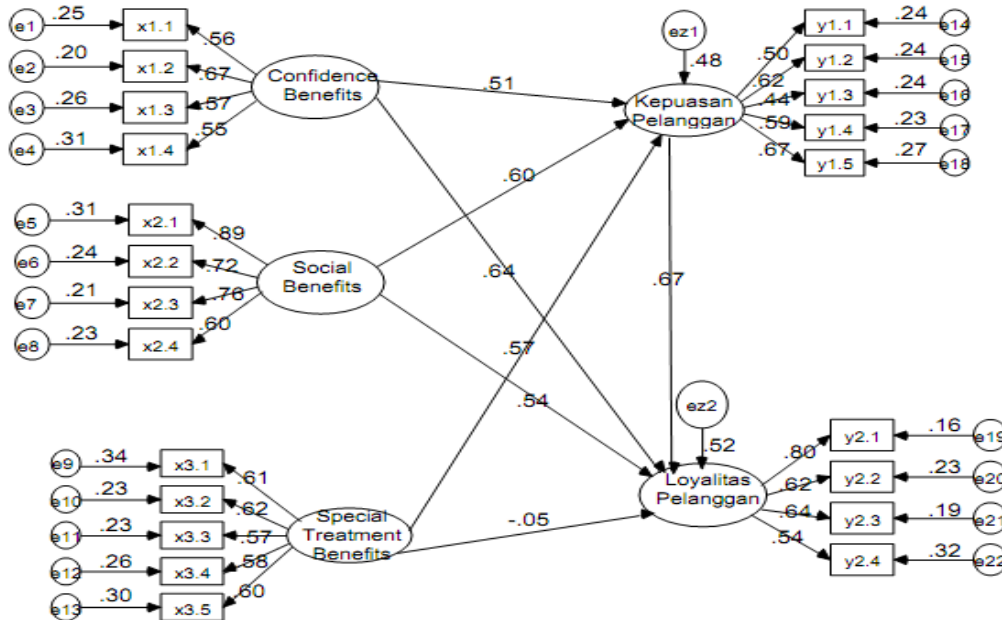 e1 .25 x1.1 .56
e2 .20 x1.2 .67
e3 .26 x1.3 .57
e4 .31 x1.4 .55
Confidence
Benefits
e5 .31 x2.1 .89
e6 .24 x2.2 .72
e7 .21 x2.3 .76
e8 .23 x2.4 .60
Social
Benefits
e9 .34 x3.1 .61
e10 .23 x3.2 .62
e11 .23 x3.3 .57
e12 .26 x3.4 .58
e13 .30 x3.5 .60
Special
Treatment
Benefits
.51
.60
.64
.57
.54
-.05
.67
ez1
.48
Kepuasan
Pelanggan
.50 y1.1 .24 e14
.62 y1.2 .24 e15
.44 y1.3 .24 e16
.59 y1.4 .23 e17
.67 y1.5 .27 e18
ez2
.52
Loyalitas
Pelanggan
.80 y2.1 .16 e19
.62 y2.2 .23 e20
.64 y2.3 .19 e21
.54 y2.4 .32 e22